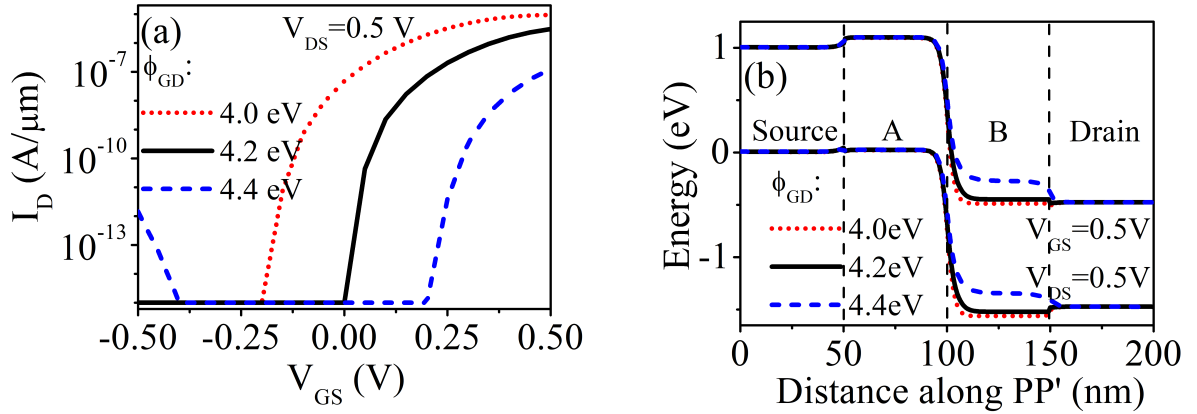 (a)
V_DS=0.5 V
ϕ_GD:
4.0 eV
4.2 eV
4.4 eV
10^-7
10^-10
10^-13
I_D (A/μm)
-0.50 -0.25 0.00 0.25 0.50
V_GS (V)
(b)
1
0
-1
Energy (eV)
Source A B Drain
ϕ_GD:
4.0eV
4.2eV
4.4eV
V_GS=0.5V
V_DS=0.5V
0 50 100 150 200
Distance along PP' (nm)